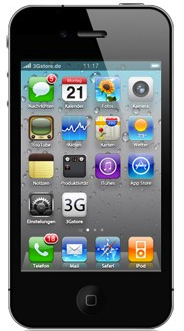 3Gstore.de 11:17
5
Montag
Nachrichten 21 Kalender Fotos Kamera
YouTube Aktien Karten Wetter
Notizen Produktivität iTunes App Store
3G
Einstellungen 3Gstore
18
Telefon Mail Safari iPod